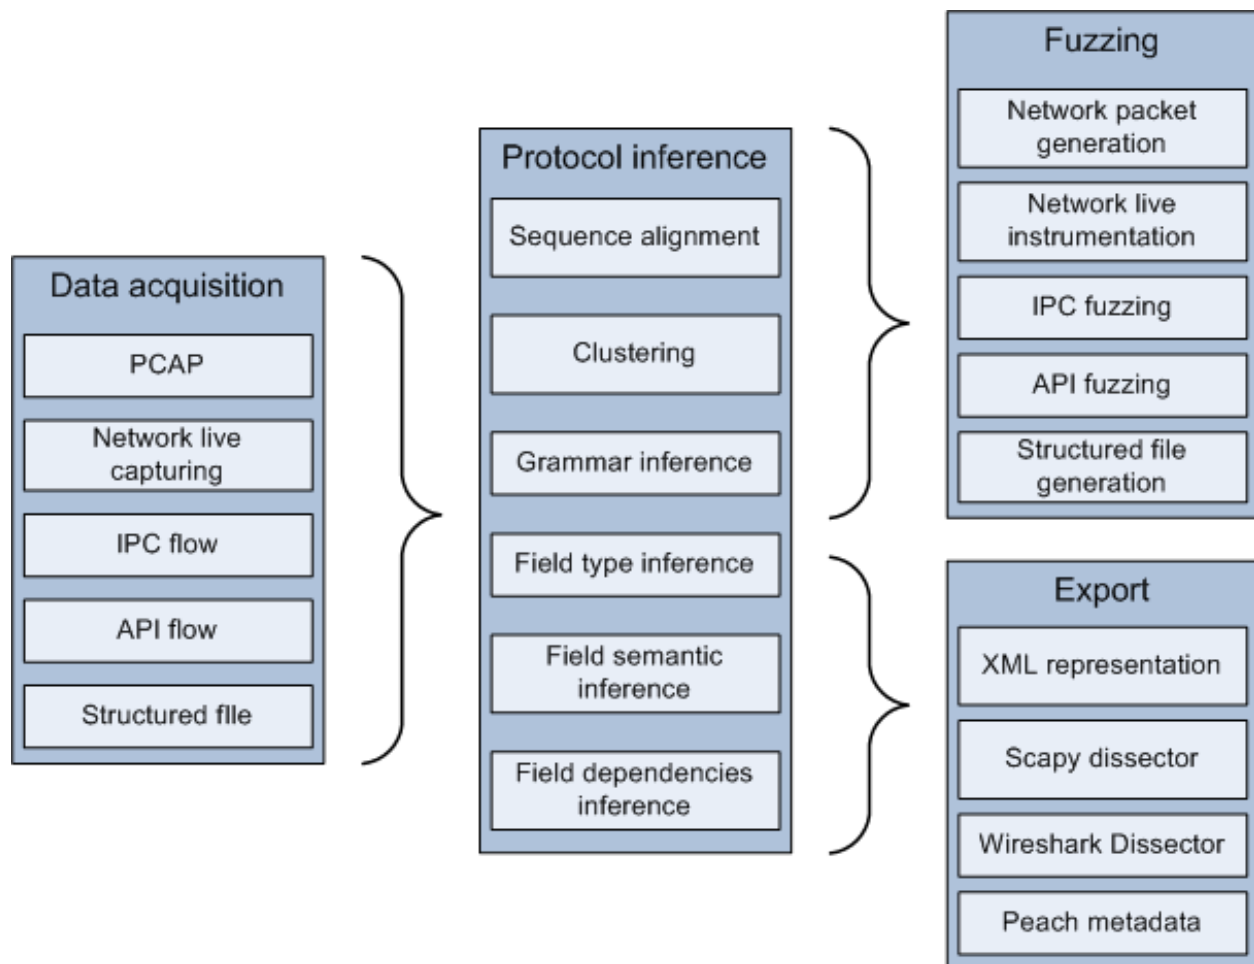 Data acquisition
PCAP
Network live
capturing
IPC flow
API flow
Structured flle
Protocol inference
Sequence alignment
Clustering
Grammar inference
Field type inference
Field semantic
inference
Field dependencies
inference
Fuzzing
Network packet
generation
Network live
instrumentation
IPC fuzzing
API fuzzing
Structured file
generation
Export
XML representation
Scapy dissector
Wireshark Dissector
Peach metadata